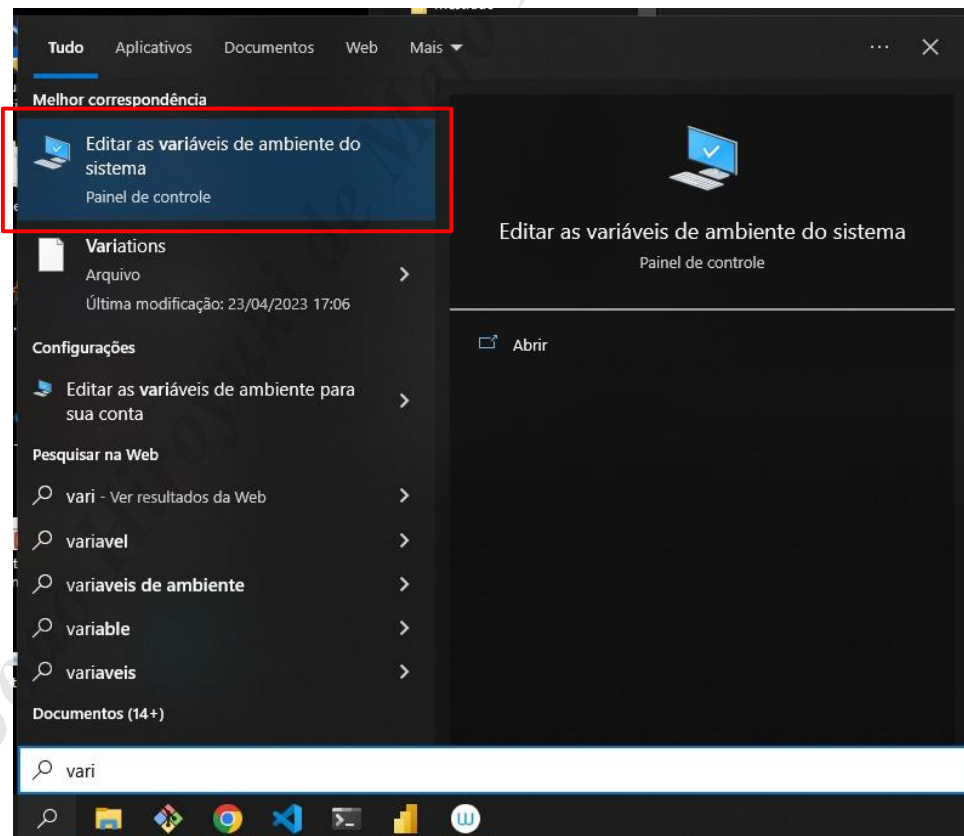 Tudo Aplicativos Documentos Web Mais
Melhor correspondência
Editar as variáveis de ambiente do
sistema
Painel de controle
Variations
Arquivo
Última modificação: 23/04/2023 17:06
Configurações
Editar as variáveis de ambiente para
sua conta
Pesquisar na Web
vari - Ver resultados da Web
variavel
variaveis de ambiente
variable
variaveis
Documentos (14+)
Editar as variáveis de ambiente do sistema
Painel de controle
Abrir
vari